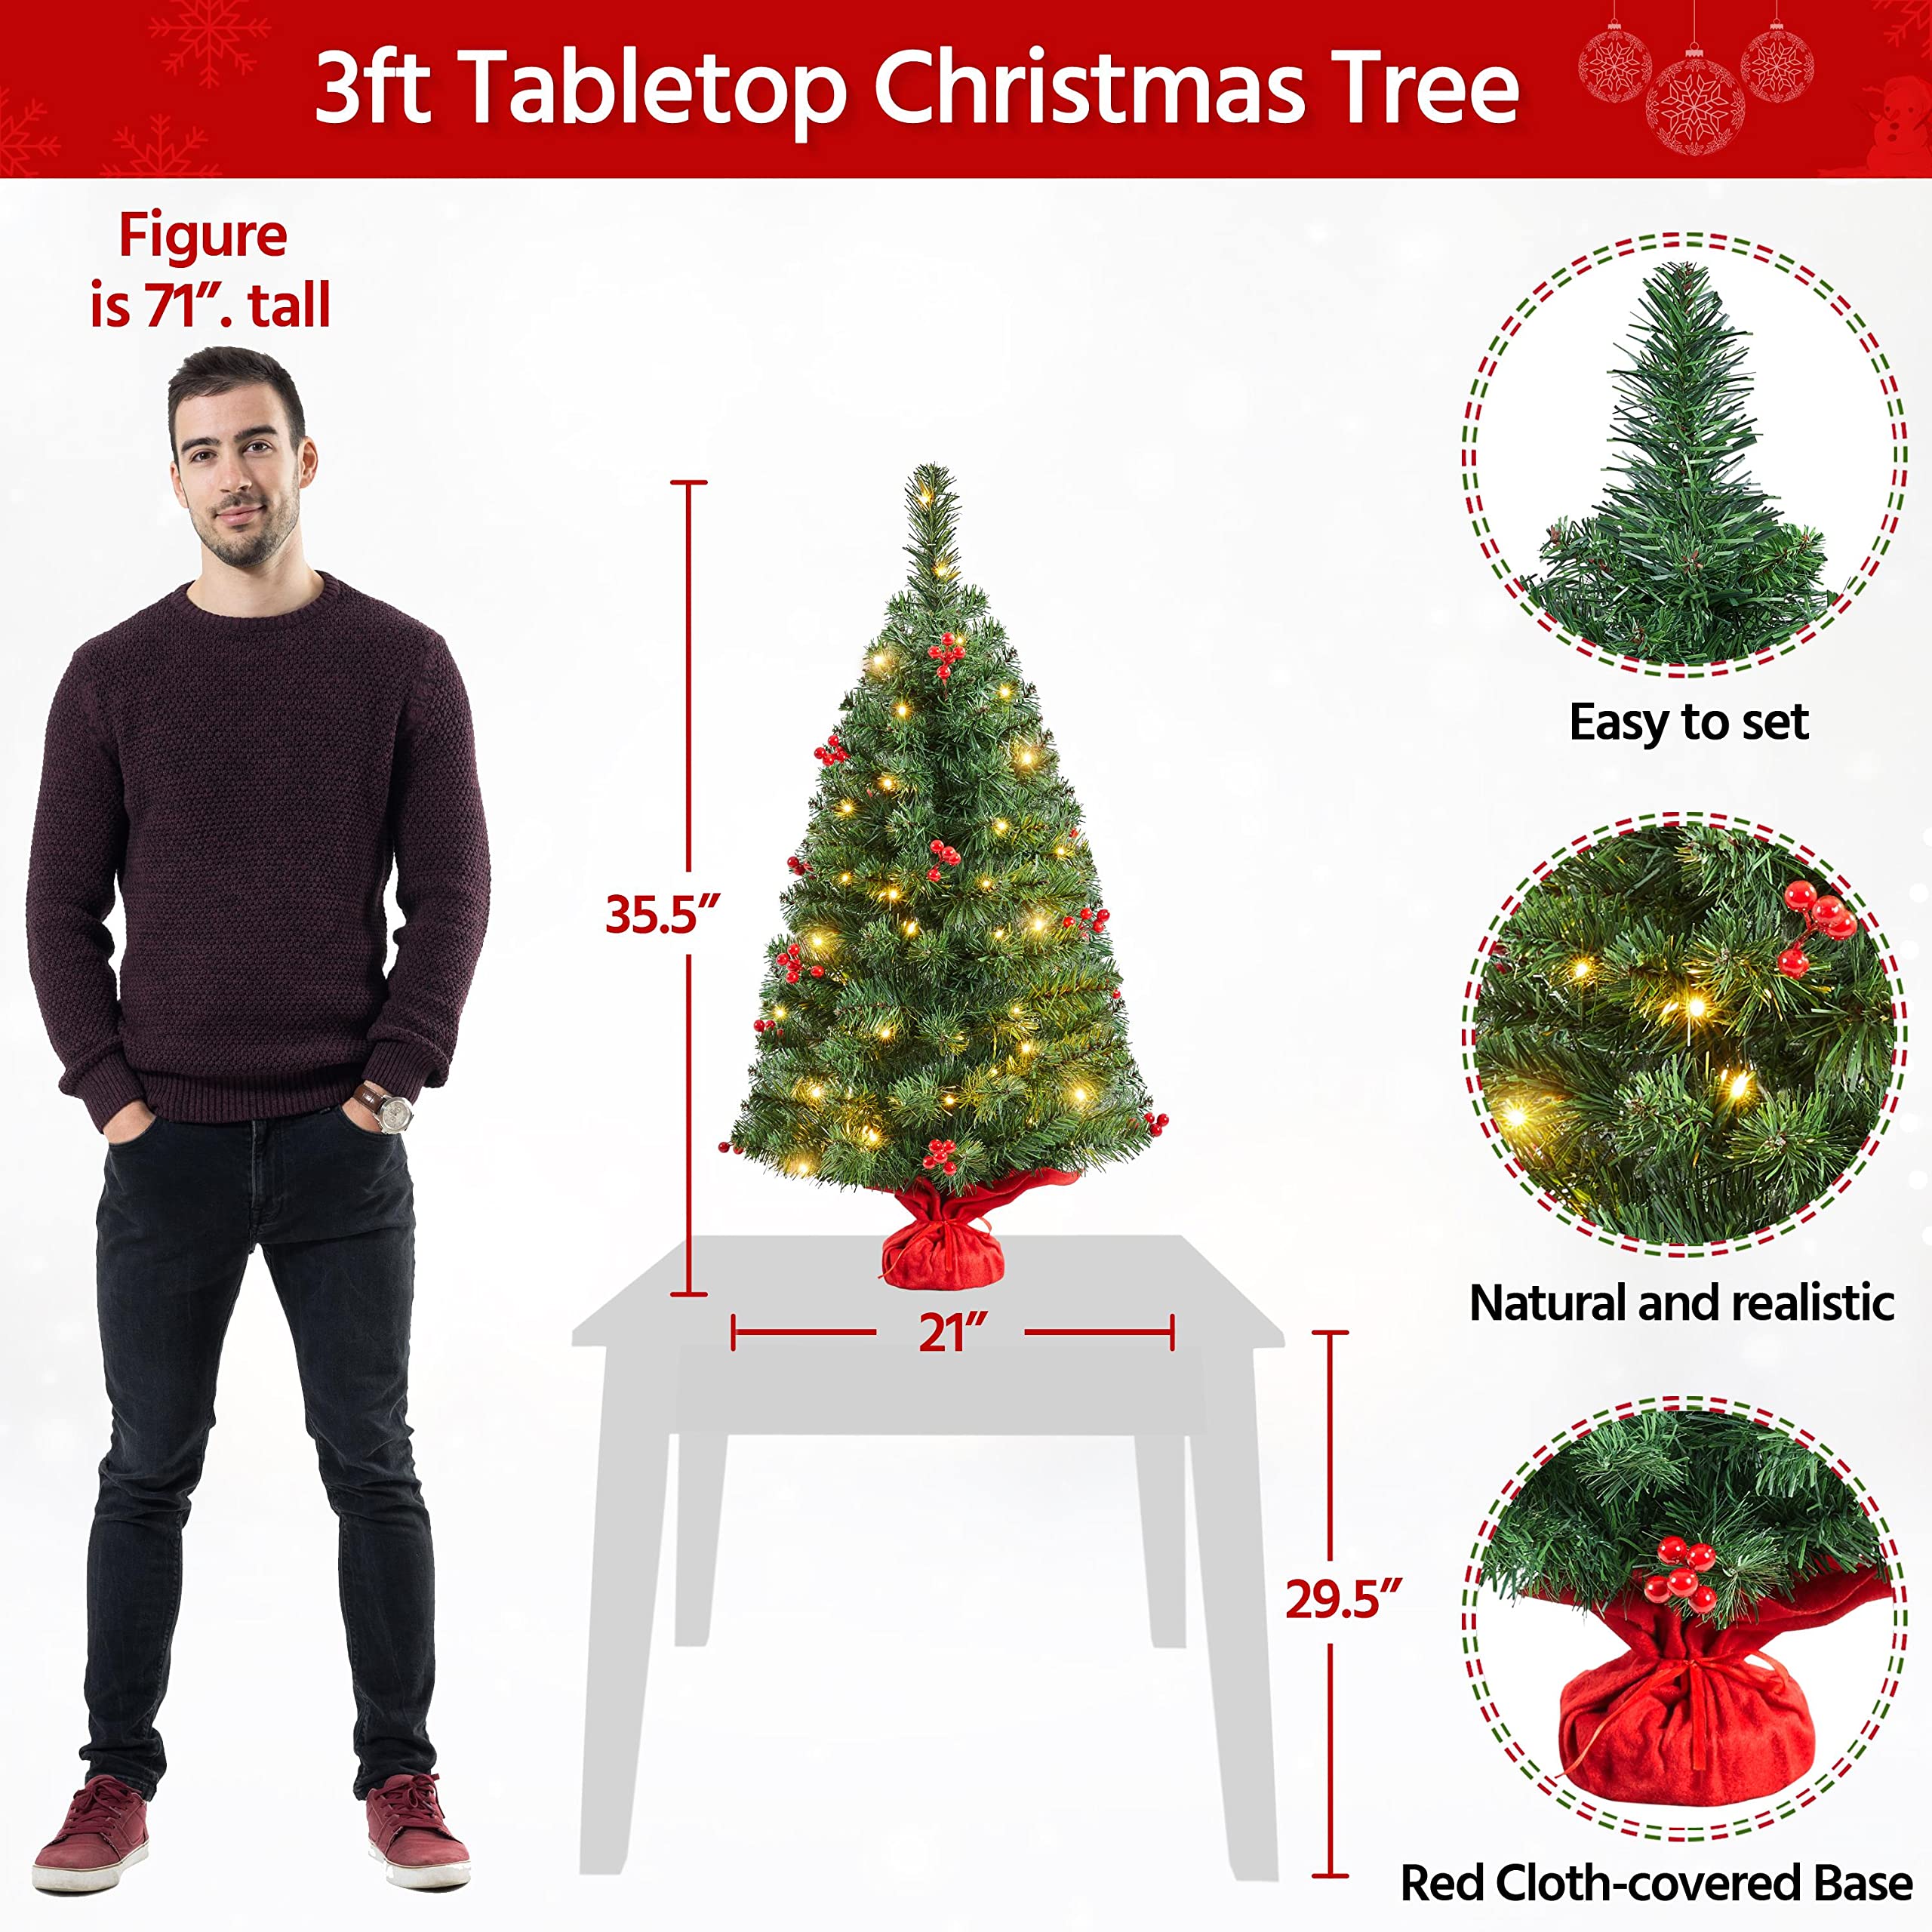 3ft Tabletop Christmas Tree
Figure
is 71”. tall
35.5”
21”
29.5”
Easy to set
Natural and realistic
Red Cloth-covered Base